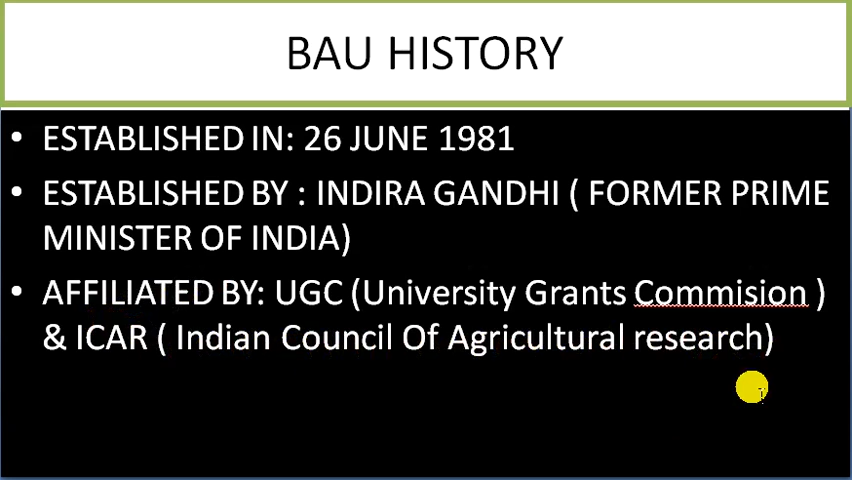 BAU HISTORY
• ESTABLISHED IN: 26 JUNE 1981
• ESTABLISHED BY : INDIRA GANDHI ( FORMER PRIME
MINISTER OF INDIA)
• AFFILIATED BY: UGC (University Grants Commision )
& ICAR ( Indian Council Of Agricultural research)